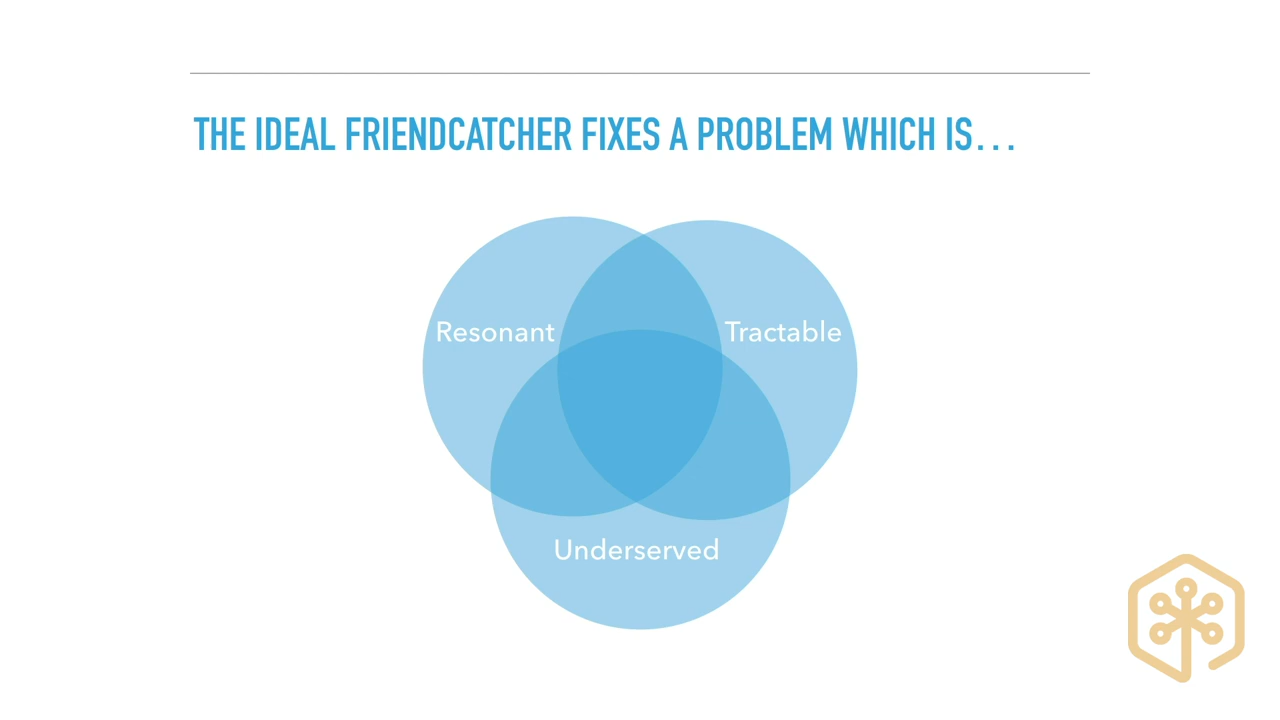 THE IDEAL FRIENDCATCHER FIXES A PROBLEM WHICH IS...
Resonant
Tractable
Underserved